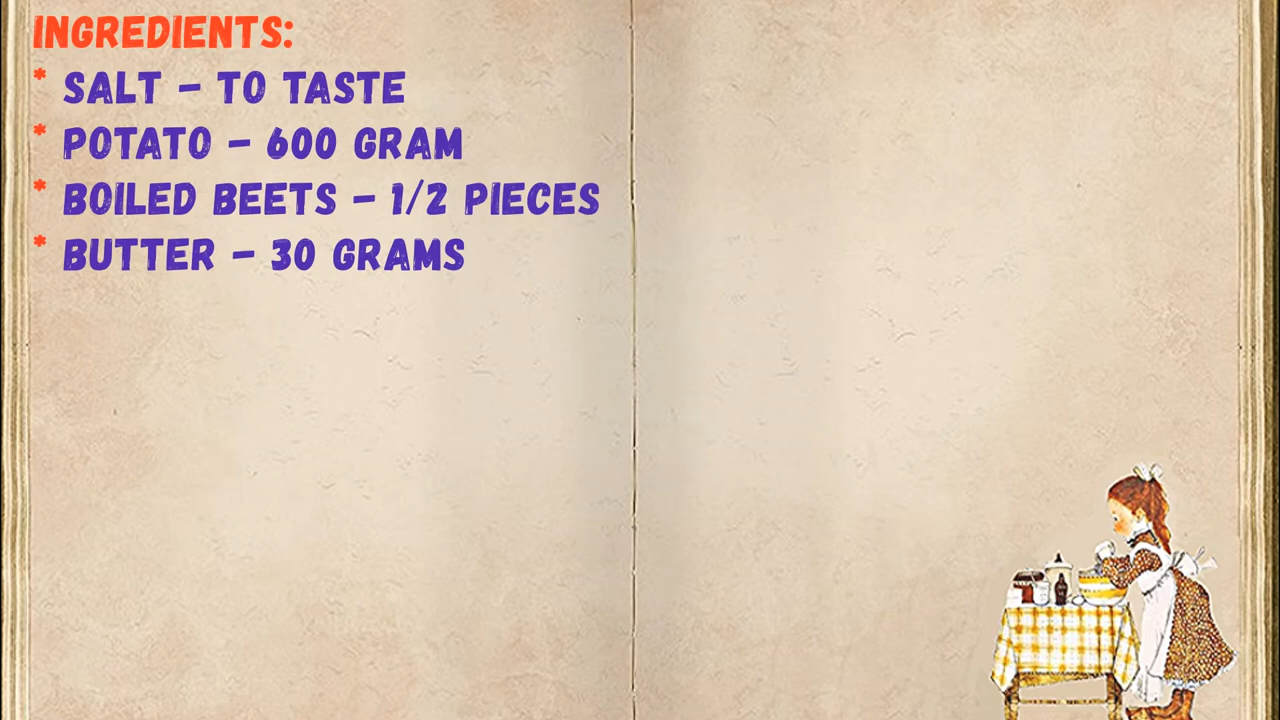 INGREDIENTS:
* SALT - TO TASTE
* POTATO - 600 GRAM
* BOILED BEETS - 1/2 PIECES
* BUTTER - 30 GRAMS